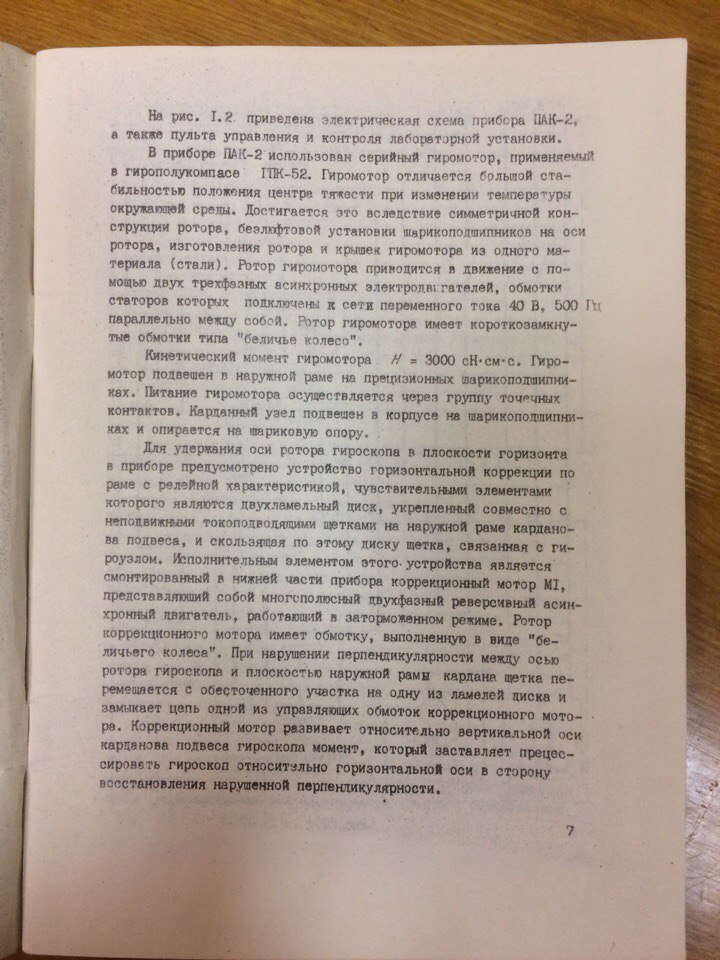 На рис. I.2 приведена электрическая схема прибора ПАК-2,
а также пульта управления и контроля лабораторной установки.
В приборе ПАК-2 использован серийный гиромотор, применяемый
в гирополукомпасе ГПК-52. Гиромотор отличается большой ста-
бильностью положения центра тяжести при изменении температуры
окружающей среды. Достигается это вследствие симметричной кон-
струкции ротора, безлюфтовой установки шарикоподшипников на оси
ротора, изготовления ротора и крышек гиромотора из одного ма-
териала (стали). Ротор гиромотора приводится в движение с по-
мощью двух трехфазных асинхронных электродвигателей, обмотки
статоров которых подключены к сети переменного тока 40 В, 500 Гц
параллельно между собой. Ротор гиромотора имеет короткозамкну-
тые обмотки типа "беличье колесо".
Кинетический момент гиромотора H = 3000 сН·см·с. Гиро-
мотор подвешен в наружной раме на прецизионных шарикоподшипни-
ках. Питание гиромотора осуществляется через группу точечных
контактов. Карданный узел подвешен в корпусе на шарикоподшипни-
ках и опирается на шариковую опору.
Для удержания оси ротора гироскопа в плоскости горизонта
в приборе предусмотрено устройство горизонтальной коррекции по
раме с релейной характеристикой, чувствительными элементами
которого являются двухламельный диск, укрепленный совместно с
неподвижными токоподводящими щетками на наружной раме кардано-
ва подвеса, и скользящая по этому диску щетка, связанная с ги-
роузлом. Исполнительным элементом этого устройства является
смонтированный в нижней части прибора коррекционный мотор МI,
представляющий собой многополюсный двухфазный реверсивный асин-
хронный двигатель, работающий в заторможенном режиме. Ротор
коррекционного мотора имеет обмотку, выполненную в виде "бе-
личьего колеса". При нарушении перпендикулярности между осью
ротора гироскопа и плоскостью наружной рамы кардана щетка пе-
ремещается с обесточенного участка на одну из ламелей диска и
замыкает цепь одной из управляющих обмоток коррекционного мото-
ра. Коррекционный мотор развивает относительно вертикальной оси
карданова подвеса гироскопа момент, который заставляет прецес-
сировать гироскоп относительно горизонтальной оси в сторону
восстановления нарушенной перпендикулярности.
7